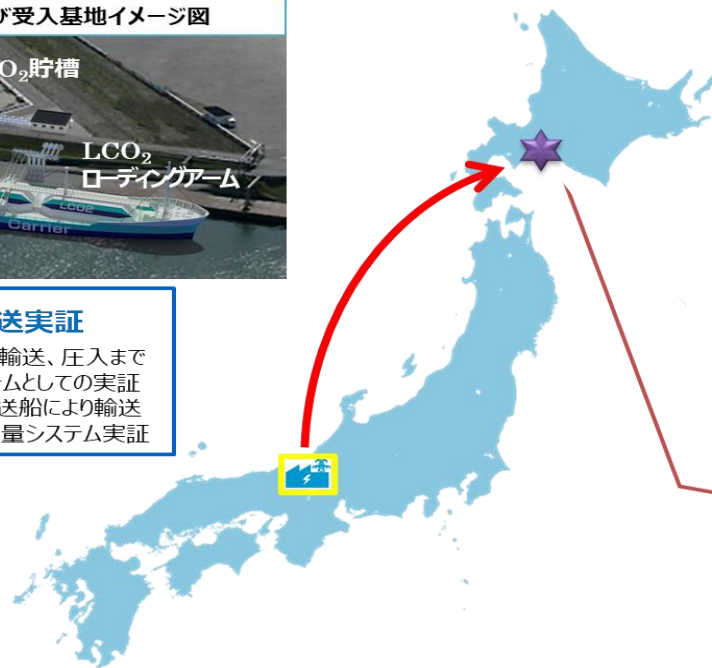 び受入基地イメージ図
O₂貯槽
LCO₂
ローディングアーム
LCO2
Carrier
送実証
輸送、圧入まで
ムとしての実証
送船により輸送
量システム実証